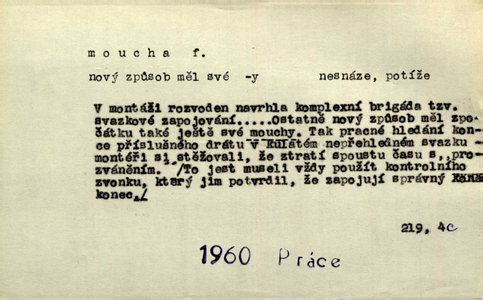 moucha f.
nový způsob měl své -y nesnáze, potíže
V montáži rozvoden navrhla komplexní brigáda tzv.
svazkové zapojování.....Ostatně nový způsob měl zpo-
čátku také ještě své mouchy. Tak pracné hledání kon-
ce příslušného drátu v kulatém nepřehledném svazku -
montéři si stěžovali, že ztratí spoustu času s „pro-
zváněním. /To jest museli vždy použít kontrolního
zvonku, který jim potvrdil, že zapojují správný
konec./
219, 4c
1960 Práce